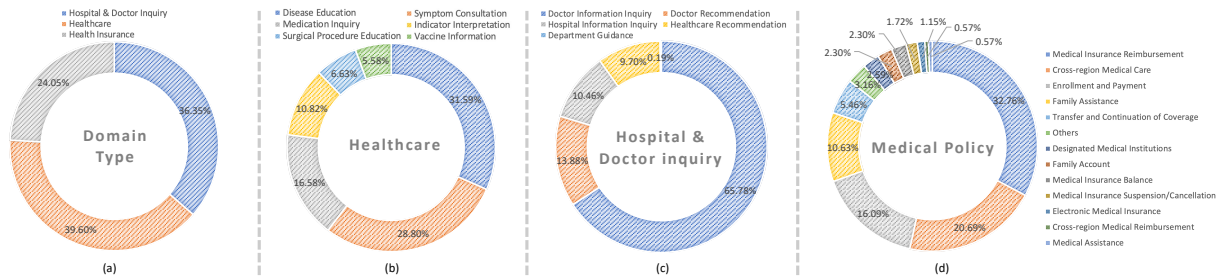 Hospital & Doctor Inquiry
Healthcare
Health Insurance
24.05%
36.35%
39.60%
Domain
Type
(a)
Disease Education
Symptom Consultation
Medication Inquiry
Indicator Interpretation
Surgical Procedure Education
Vaccine Information
5.58%
6.63%
31.59%
10.82%
16.58%
28.80%
Healthcare
(b)
Doctor Information Inquiry
Doctor Recommendation
Hospital Information Inquiry
Healthcare Recommendation
Department Guidance
0.19%
9.70%
10.46%
13.88%
65.78%
Hospital &
Doctor inquiry
(c)
1.72%
1.15%
0.57%
0.57%
2.30%
2.30%
2.59%
3.16%
5.46%
10.63%
16.09%
20.69%
32.76%
Medical Policy
(d)
Medical Insurance Reimbursement
Cross-region Medical Care
Enrollment and Payment
Family Assistance
Transfer and Continuation of Coverage
Others
Designated Medical Institutions
Family Account
Medical Insurance Balance
Medical Insurance Suspension/Cancellation
Electronic Medical Insurance
Cross-region Medical Reimbursement
Medical Assistance